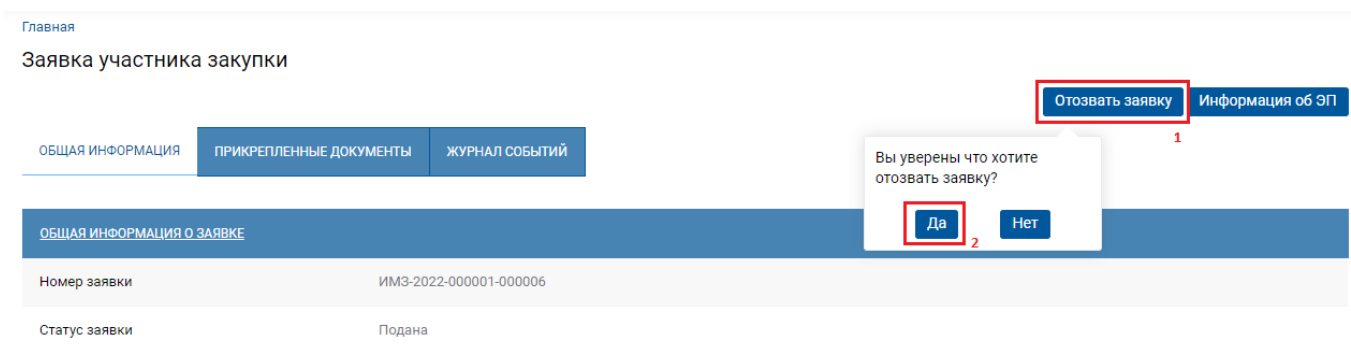 Главная
Заявка участника закупки
Отозвать заявку
Информация об ЭП
1
ОБЩАЯ ИНФОРМАЦИЯ
ПРИКРЕПЛЕННЫЕ ДОКУМЕНТЫ
ЖУРНАЛ СОБЫТИЙ
Вы уверены что хотите
отозвать заявку?
Да
2
Нет
ОБЩАЯ ИНФОРМАЦИЯ О ЗАЯВКЕ
Номер заявки
ИМЗ-2022-000001-000006
Статус заявки
Подана